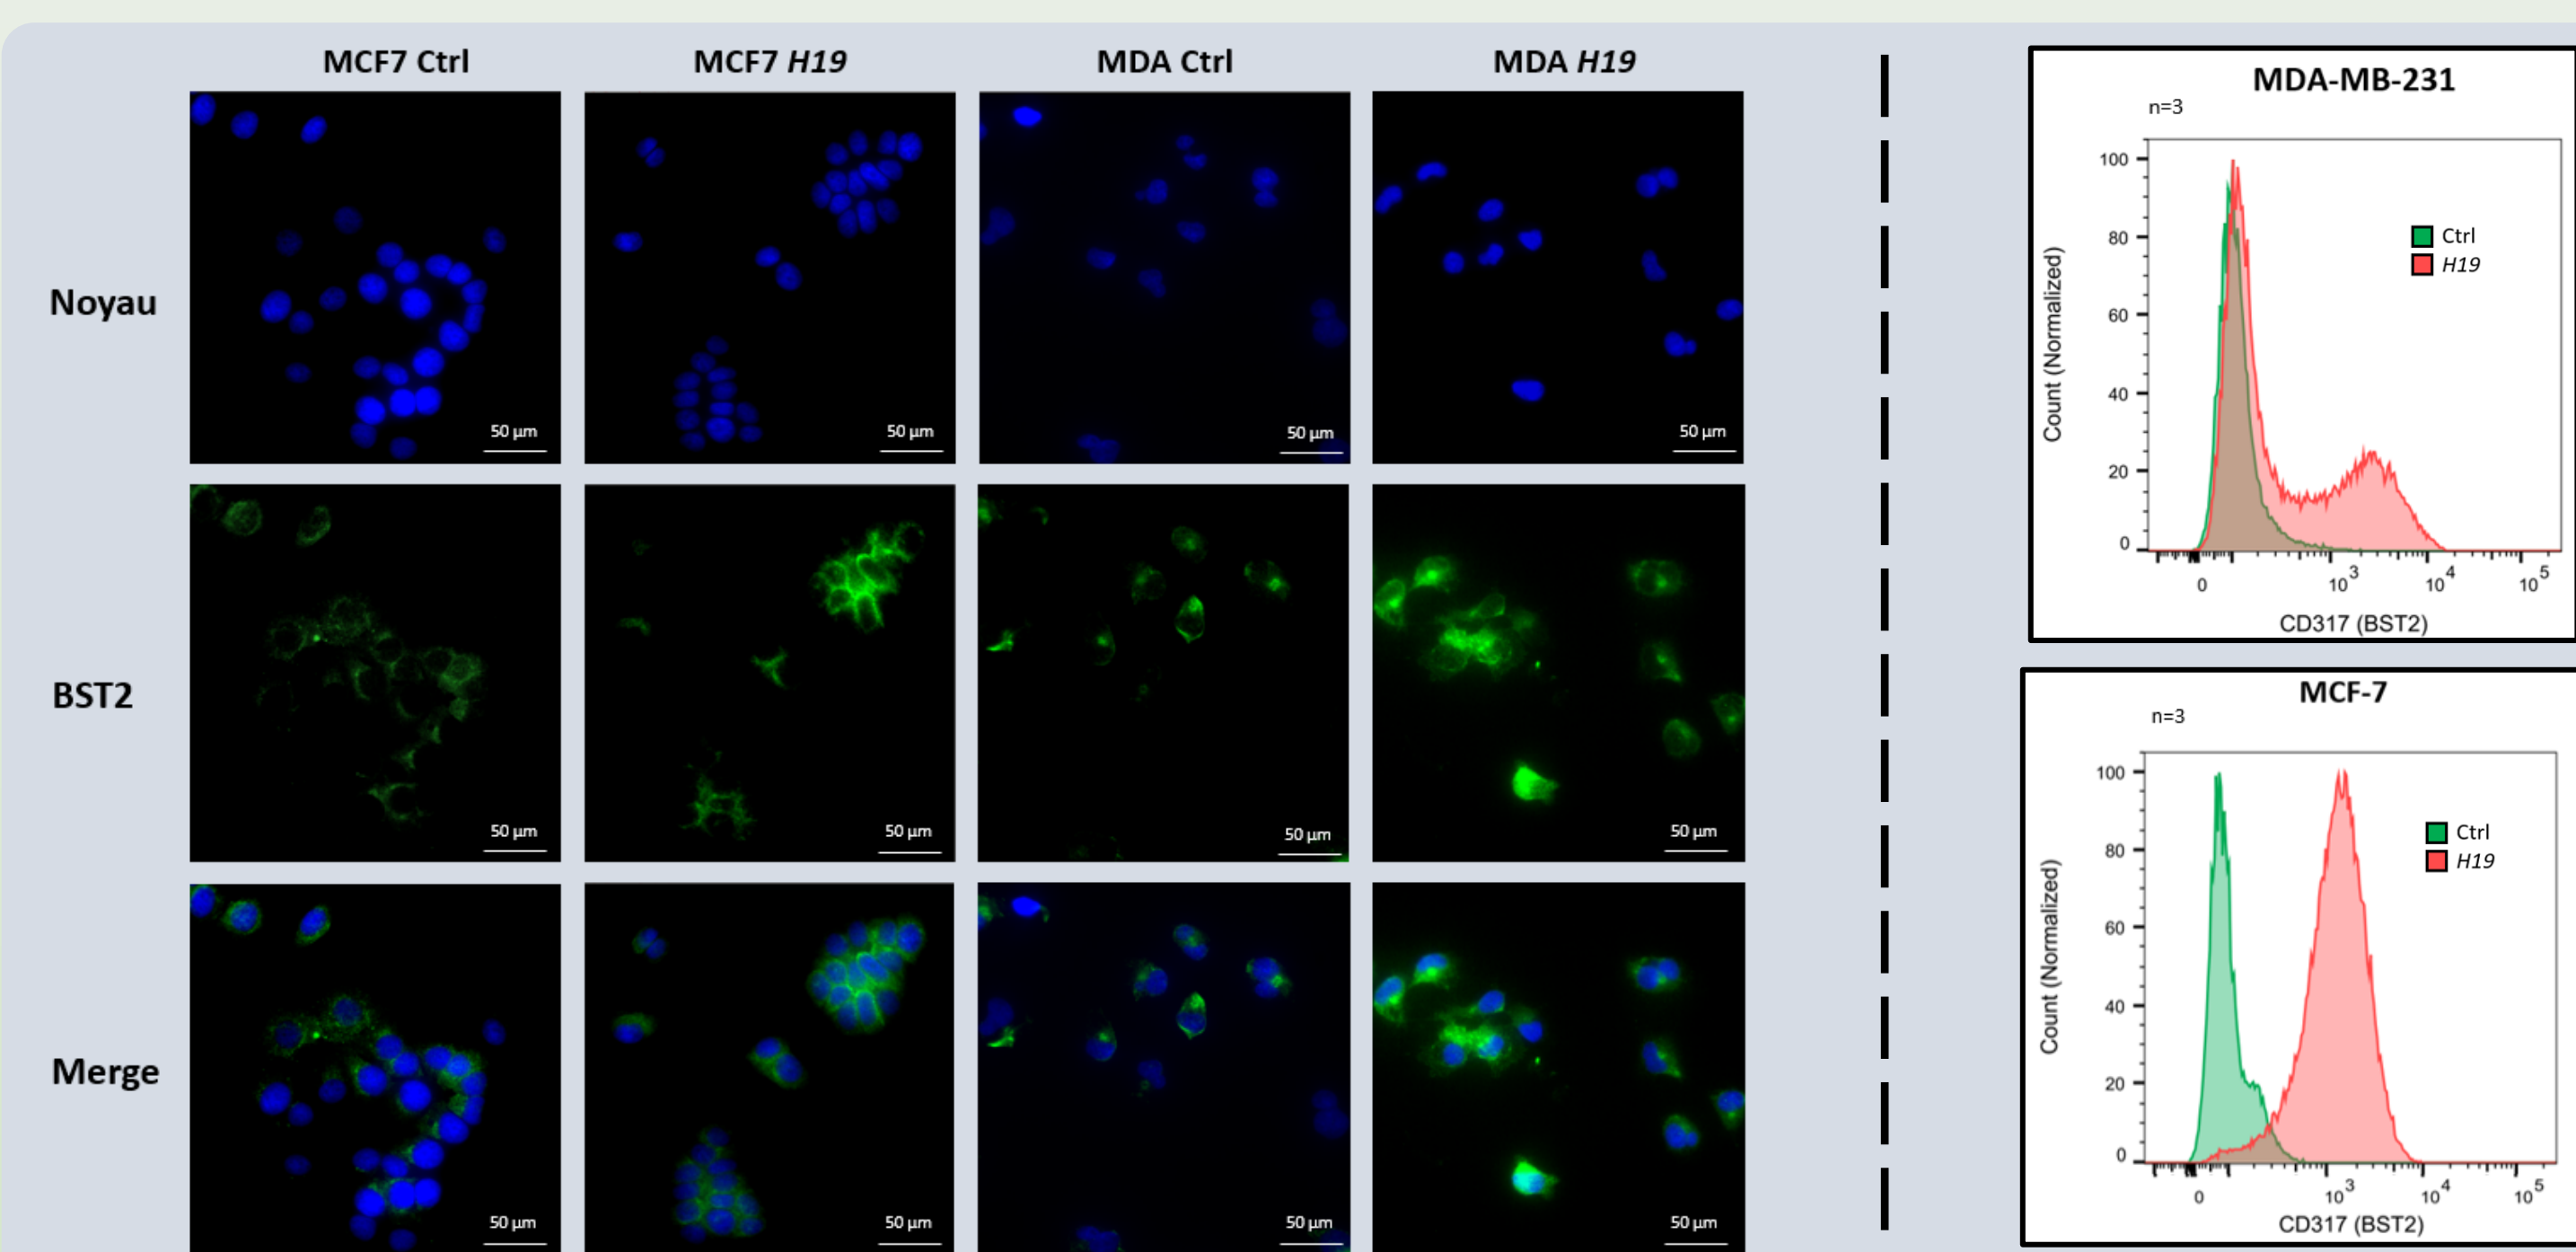 MCF7 Ctrl
MCF7 H19
MDA Ctrl
MDA H19
Noyau
50 µm
50 µm
50 µm
50 µm
BST2
50 µm
50 µm
50 µm
50 µm
Merge
50 µm
50 µm
50 µm
50 µm
MDA-MB-231
n=3
Count (Normalized)
100
80
60
40
20
0
Ctrl
H19
0 10³ 10⁴ 10⁵
CD317 (BST2)
MCF-7
n=3
Count (Normalized)
100
80
60
40
20
0
Ctrl
H19
0 10³ 10⁴ 10⁵
CD317 (BST2)